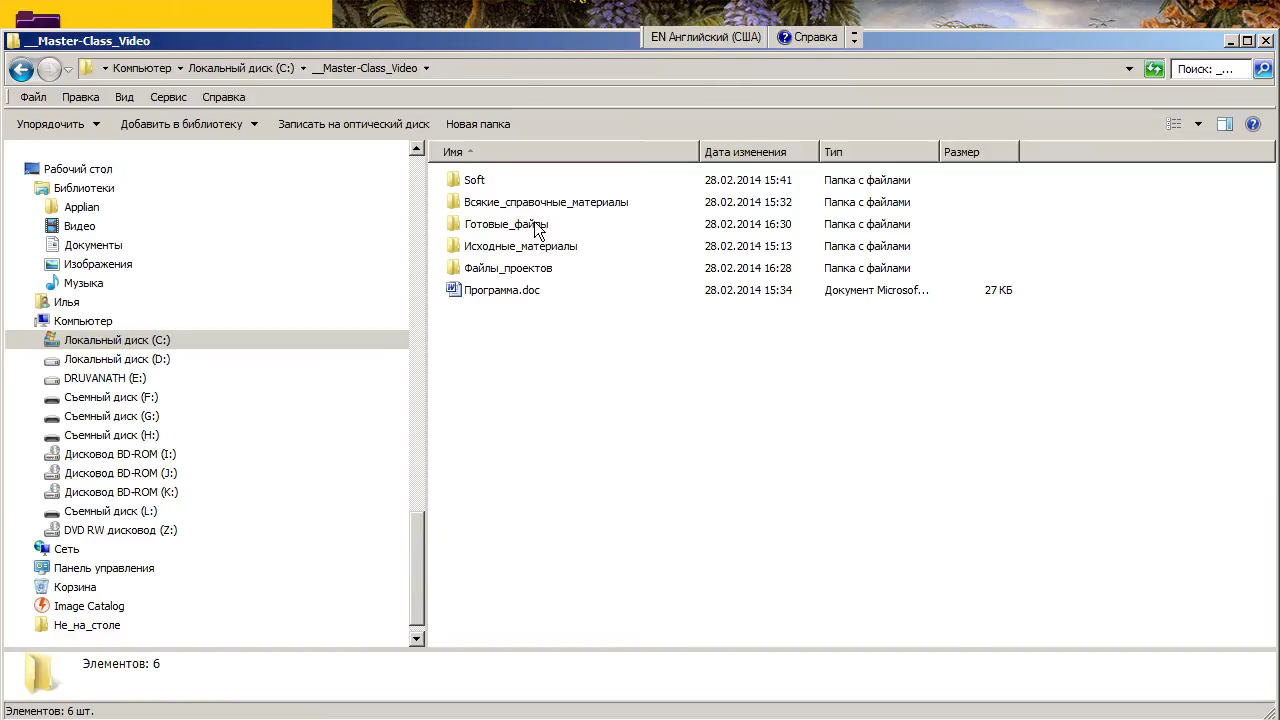 __Master-Class_Video
EN Английский (США) Справка
Компьютер Локальный диск (C:) __Master-Class_Video
Поиск: _...
Файл Правка Вид Сервис Справка
Упорядочить Добавить в библиотеку Записать на оптический диск Новая папка
Имя Дата изменения Тип Размер
Soft 28.02.2014 15:41 Папка с файлами
Всякие_справочные_материалы 28.02.2014 15:32 Папка с файлами
Готовые_файлы 28.02.2014 16:30 Папка с файлами
Исходные_материалы 28.02.2014 15:13 Папка с файлами
Файлы_проектов 28.02.2014 16:28 Папка с файлами
Программа.doc 28.02.2014 15:34 Документ Microsof... 27 КБ
Рабочий стол
Библиотеки
Applian
Видео
Документы
Изображения
Музыка
Илья
Компьютер
Локальный диск (C:)
Локальный диск (D:)
DRUVANATH (E:)
Съемный диск (F:)
Съемный диск (G:)
Съемный диск (H:)
Дисковод BD-ROM (I:)
Дисковод BD-ROM (J:)
Дисковод BD-ROM (K:)
Съемный диск (L:)
DVD RW дисковод (Z:)
Сеть
Панель управления
Корзина
Image Catalog
Не_на_столе
Элементов: 6
Элементов: 6 шт.